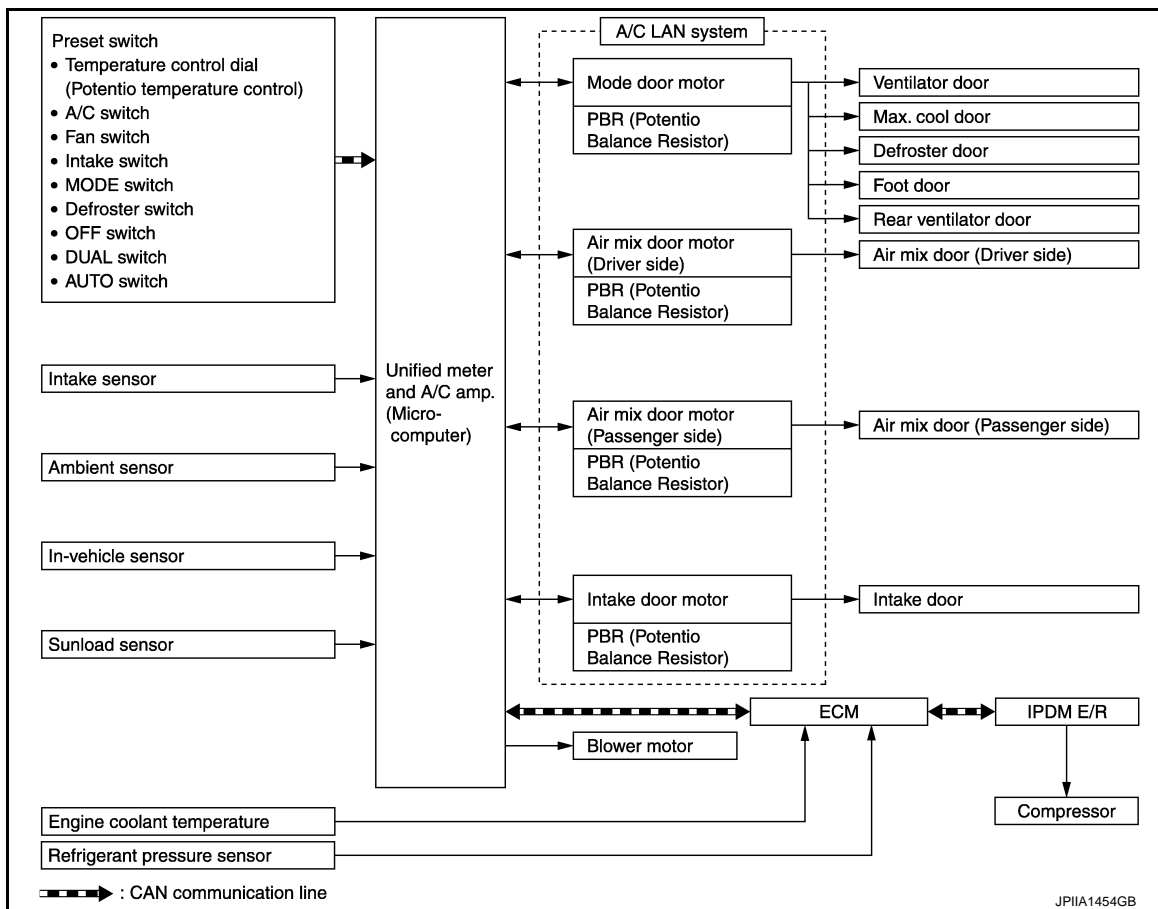 Preset switch
• Temperature control dial
(Potentio temperature control)
• A/C switch
• Fan switch
• Intake switch
• MODE switch
• Defroster switch
• OFF switch
• DUAL switch
• AUTO switch
Intake sensor
Ambient sensor
In-vehicle sensor
Sunload sensor
Engine coolant temperature
Refrigerant pressure sensor
Unified meter
and A/C amp.
(Micro-
computer)
A/C LAN system
Mode door motor
PBR (Potentio
Balance Resistor)
Air mix door motor
(Driver side)
PBR (Potentio
Balance Resistor)
Air mix door motor
(Passenger side)
PBR (Potentio
Balance Resistor)
Intake door motor
PBR (Potentio
Balance Resistor)
Ventilator door
Max. cool door
Defroster door
Foot door
Rear ventilator door
Air mix door (Driver side)
Air mix door (Passenger side)
Intake door
ECM
IPDM E/R
Blower motor
Compressor
: CAN communication line
JPIIA1454GB